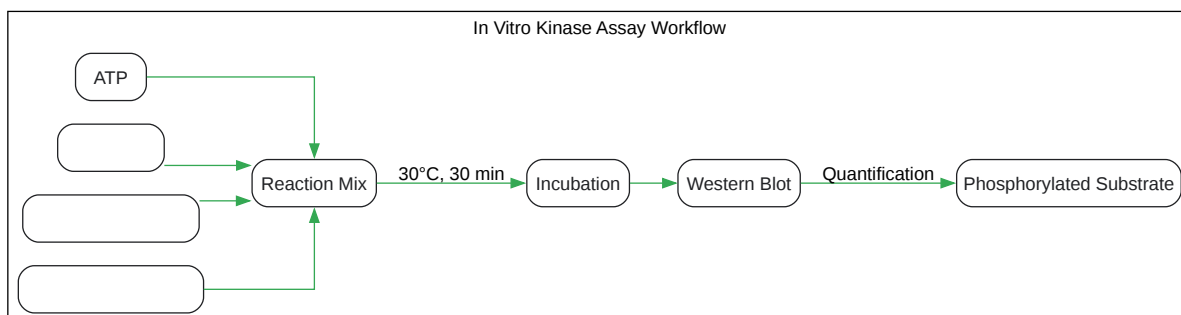 In Vitro Kinase Assay Workflow
ATP
Reaction Mix
30°C, 30 min
Incubation
Western Blot
Quantification
Phosphorylated Substrate